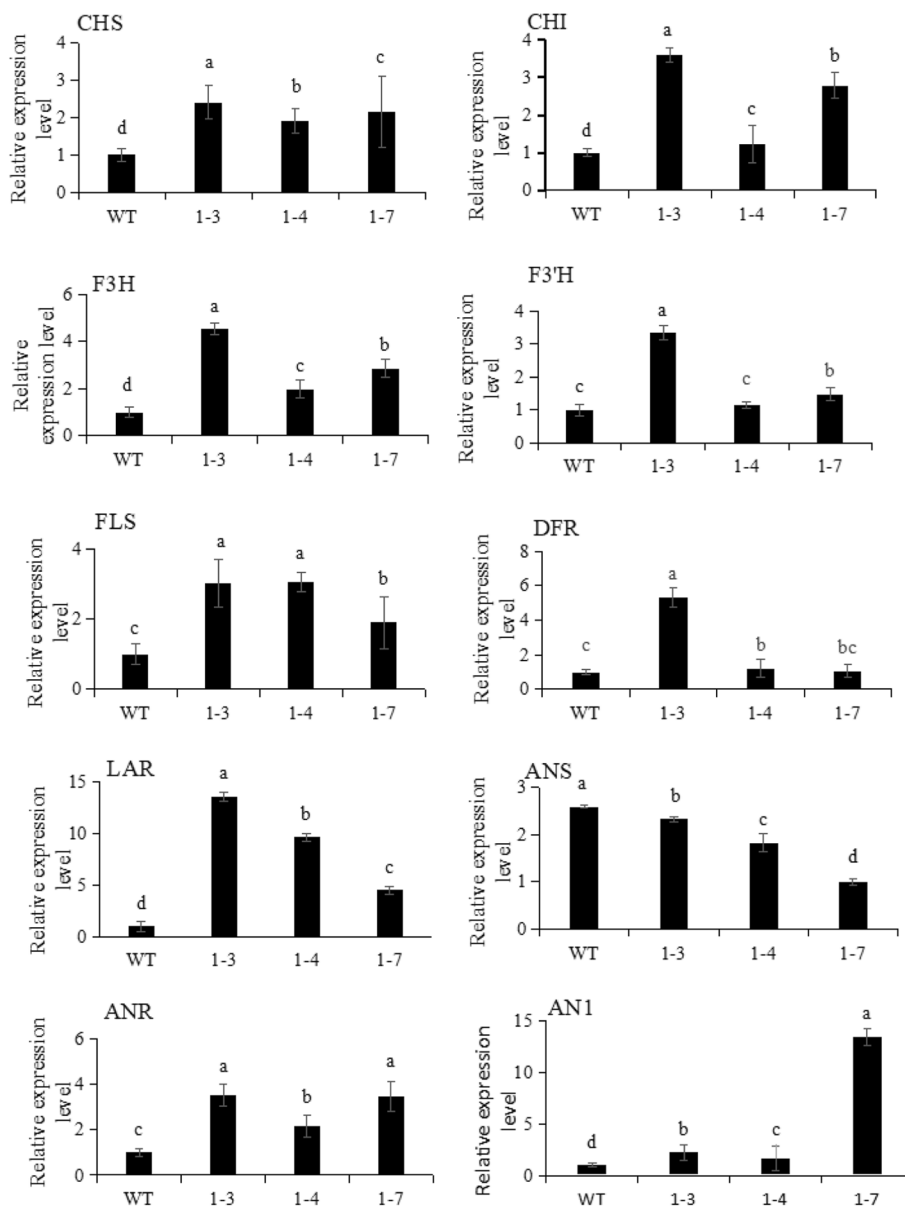 CHS
Relative expression
level
4
3
2
1
0
d
a
b
c
WT 1-3 1-4 1-7
CHI
Relative expression
level
4
3
2
1
0
d
a
c
b
WT 1-3 1-4 1-7
F3H
Relative
expression level
6
4
2
0
d
a
c
b
WT 1-3 1-4 1-7
F3'H
Relative expression
level
4
3
2
1
0
c
a
c
b
WT 1-3 1-4 1-7
FLS
Relative expression
level
4
2
0
c
a
a
b
WT 1-3 1-4 1-7
DFR
Relative expression
level
8
6
4
2
0
c
a
b
bc
WT 1-3 1-4 1-7
LAR
Relative expression
level
15
10
5
0
d
a
b
c
WT 1-3 1-4 1-7
ANS
Relative expression
level
3
2
1
0
a
b
c
d
WT 1-3 1-4 1-7
ANR
Relative expression
level
6
4
2
0
c
a
b
a
WT 1-3 1-4 1-7
AN1
Relative expression
level
15
10
5
0
d
b
c
a
WT 1-3 1-4 1-7